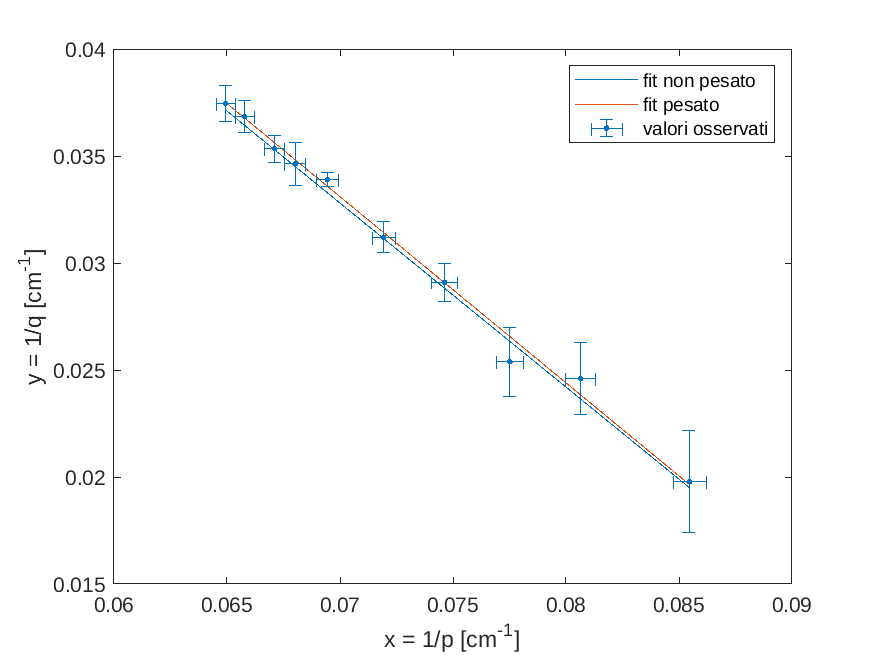 0.04
fit non pesato
fit pesato
valori osservati
0.035
0.03
0.025
0.02
0.015
y = 1/q [cm-1]
0.06 0.065 0.07 0.075 0.08 0.085 0.09
x = 1/p [cm-1]